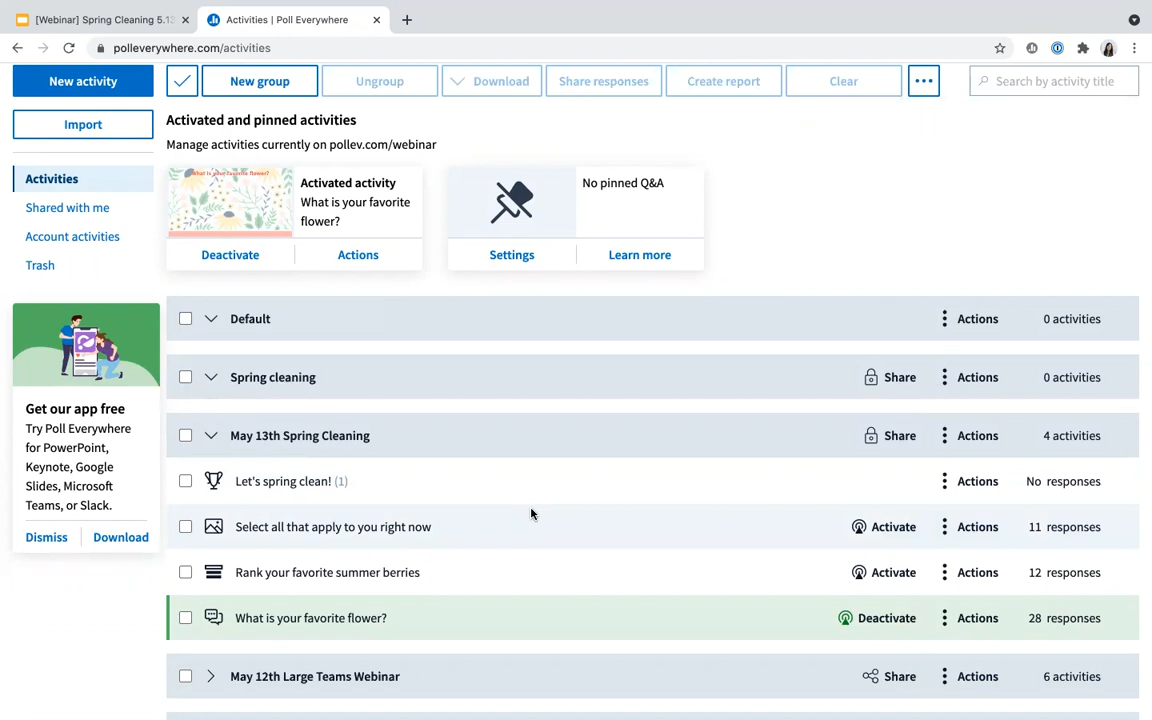 [Webinar] Spring Cleaning 5.13
Activities | Poll Everywhere
polleverywhere.com/activities
New activity
New group
Ungroup
Download
Share responses
Create report
Clear
Search by activity title
Import
Activities
Shared with me
Account activities
Trash
Get our app free
Try Poll Everywhere
for PowerPoint,
Keynote, Google
Slides, Microsoft
Teams, or Slack.
Dismiss
Download
Activated and pinned activities
Manage activities currently on pollev.com/webinar
What is your favorite flower?
Activated activity
What is your favorite
flower?
Deactivate
Actions
No pinned Q&A
Settings
Learn more
Default Actions 0 activities
Spring cleaning Share Actions 0 activities
May 13th Spring Cleaning Share Actions 4 activities
Let's spring clean! (1) Actions No responses
Select all that apply to you right now Activate Actions 11 responses
Rank your favorite summer berries Activate Actions 12 responses
What is your favorite flower? Deactivate Actions 28 responses
May 12th Large Teams Webinar Share Actions 6 activities